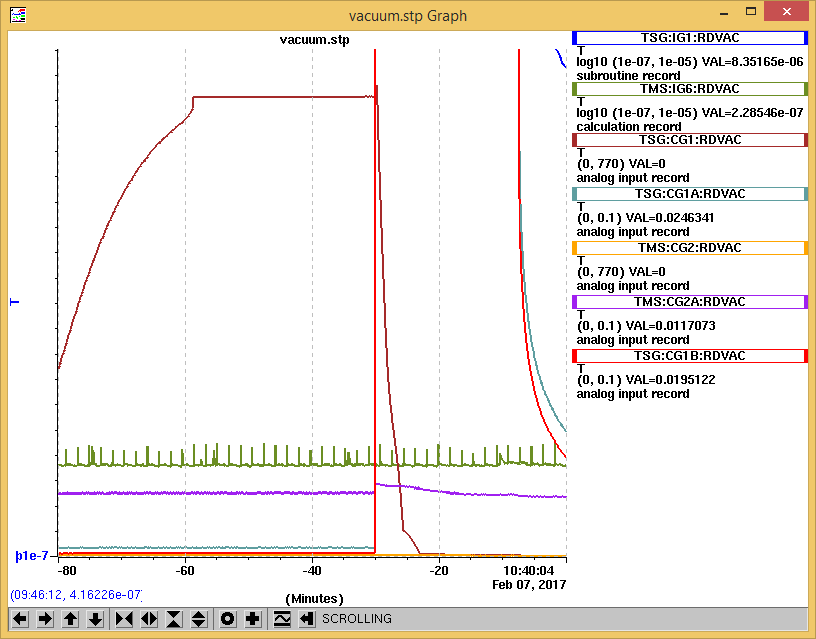 vacuum.stp Graph
vacuum.stp
T
þ1e-7
-80
-60
-40
-20
10:40:04
Feb 07, 2017
(Minutes)
(09:46:12, 4.16226e-07)
TSG:IG1:RDVAC
T
log10 (1e-07, 1e-05) VAL=8.35165e-06
subroutine record
TMS:IG6:RDVAC
T
log10 (1e-07, 1e-05) VAL=2.28546e-07
calculation record
TSG:CG1:RDVAC
T
(0, 770) VAL=0
analog input record
TSG:CG1A:RDVAC
T
(0, 0.1) VAL=0.0246341
analog input record
TMS:CG2:RDVAC
T
(0, 770) VAL=0
analog input record
TMS:CG2A:RDVAC
T
(0, 0.1) VAL=0.0117073
analog input record
TSG:CG1B:RDVAC
T
(0, 0.1) VAL=0.0195122
analog input record
SCROLLING